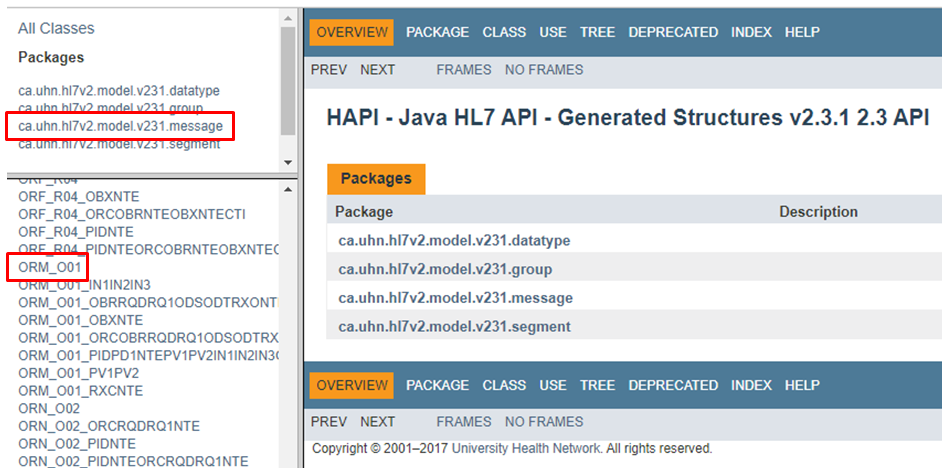 All Classes
Packages
ca.uhn.hl7v2.model.v231.datatype
ca.uhn.hl7v2.model.v231.group
ca.uhn.hl7v2.model.v231.message
ca.uhn.hl7v2.model.v231.segment
ORF_R04
ORF_R04_OBXNTE
ORF_R04_ORCOBRNTEOBXNTECTI
ORF_R04_PIDNTE
ORF_R04_PIDNTEORCOBRNTEOBXNTEC
ORM_O01
ORM_O01_IN1IN2IN3
ORM_O01_OBRRQDRQ1ODSODTRXONT
ORM_O01_OBXNTE
ORM_O01_ORCOBRRQDRQ1ODSODTRX
ORM_O01_PIDPD1NTEPV1PV2IN1IN2IN3
ORM_O01_PV1PV2
ORM_O01_RXCNTE
ORN_O02
ORN_O02_ORCRQDRQ1NTE
ORN_O02_PIDNTE
ORN_O02_PIDNTEORCRQDRQ1NTE
OVERVIEW PACKAGE CLASS USE TREE DEPRECATED INDEX HELP
PREV NEXT FRAMES NO FRAMES
HAPI - Java HL7 API - Generated Structures v2.3.1 2.3 API
Packages
Package Description
ca.uhn.hl7v2.model.v231.datatype
ca.uhn.hl7v2.model.v231.group
ca.uhn.hl7v2.model.v231.message
ca.uhn.hl7v2.model.v231.segment
OVERVIEW PACKAGE CLASS USE TREE DEPRECATED INDEX HELP
PREV NEXT FRAMES NO FRAMES
Copyright © 2001–2017 University Health Network. All rights reserved.